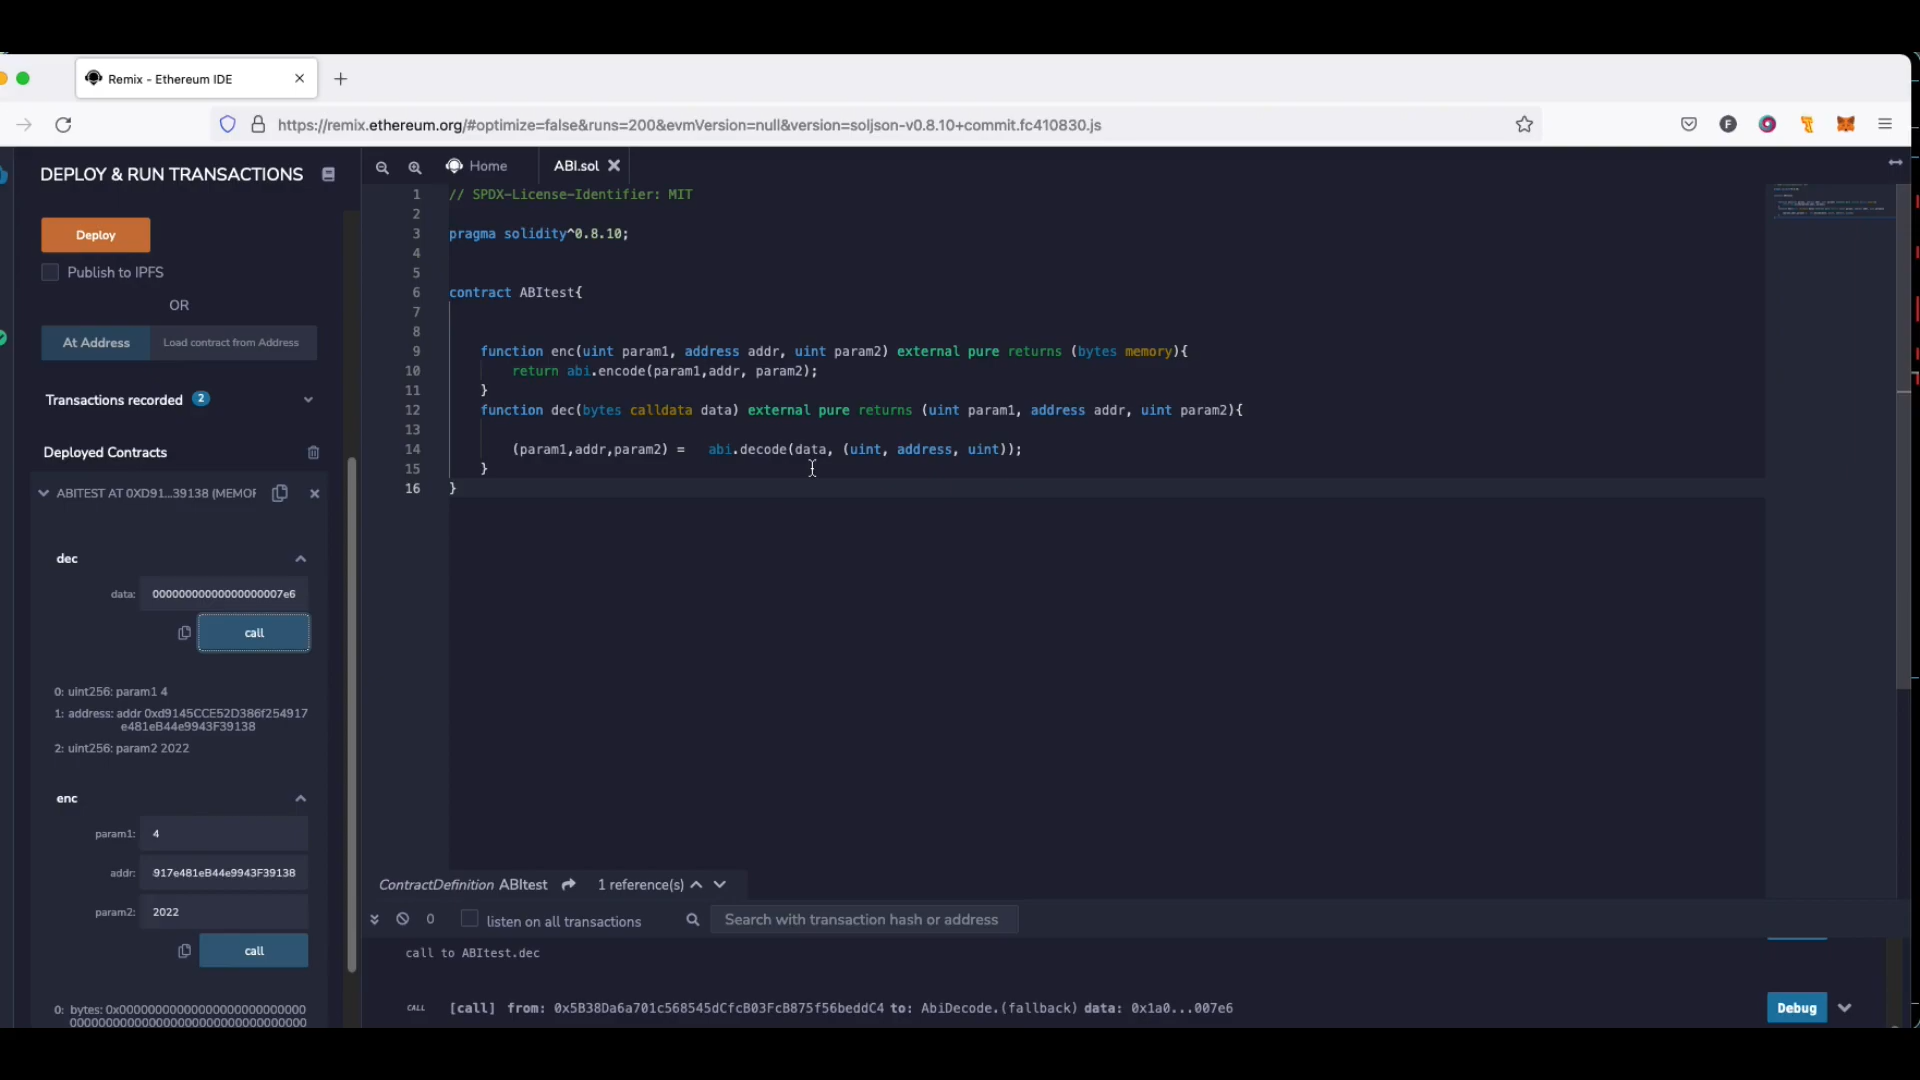 Remix - Ethereum IDE
https://remix.ethereum.org/#optimize=false&runs=200&evmVersion=null&version=soljson-v0.8.10+commit.fc410830.js
DEPLOY & RUN TRANSACTIONS
Deploy
Publish to IPFS
OR
At Address Load contract from Address
Transactions recorded 2
Deployed Contracts
ABITEST AT 0XD91...39138 (MEMOR
dec
data: 00000000000000000007e6
call
0: uint256: param1 4
1: address: addr 0xd9145CCE52D386f254917
e481eB44e9943F39138
2: uint256: param2 2022
enc
param1: 4
addr: 917e481eB44e9943F39138
param2: 2022
call
Home ABI.sol
1 // SPDX-License-Identifier: MIT
2
3 pragma solidity^0.8.10;
4
5
6 contract ABItest{
7
8
9 function enc(uint param1, address addr, uint param2) external pure returns (bytes memory){
10 return abi.encode(param1,addr, param2);
11 }
12 function dec(bytes calldata data) external pure returns (uint param1, address addr, uint param2){
13
14 (param1,addr,param2) =   abi.decode(data, (uint, address, uint));
15 }
16 }
ContractDefinition ABItest 1 reference(s)
0 listen on all transactions Search with transaction hash or address
call to ABItest.dec
CALL [call] from: 0x5B38Da6a701c568545dCfcB03FcB875f56beddC4 to: AbiDecode.(fallback) data: 0x1a0...007e6 Debug